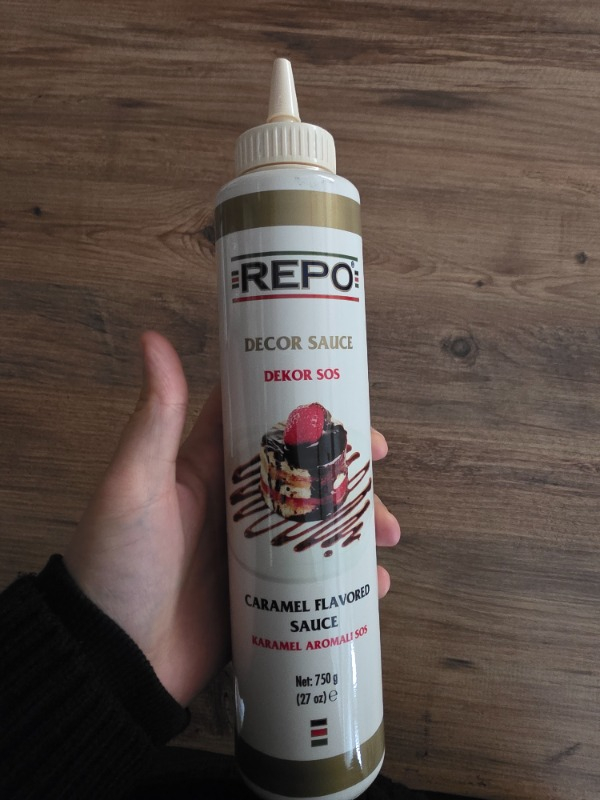 REPO®
DECOR SAUCE
DEKOR SOS
CARAMEL FLAVORED
SAUCE
KARAMEL AROMALI SOS
Net: 750 g
(27 oz) ℮